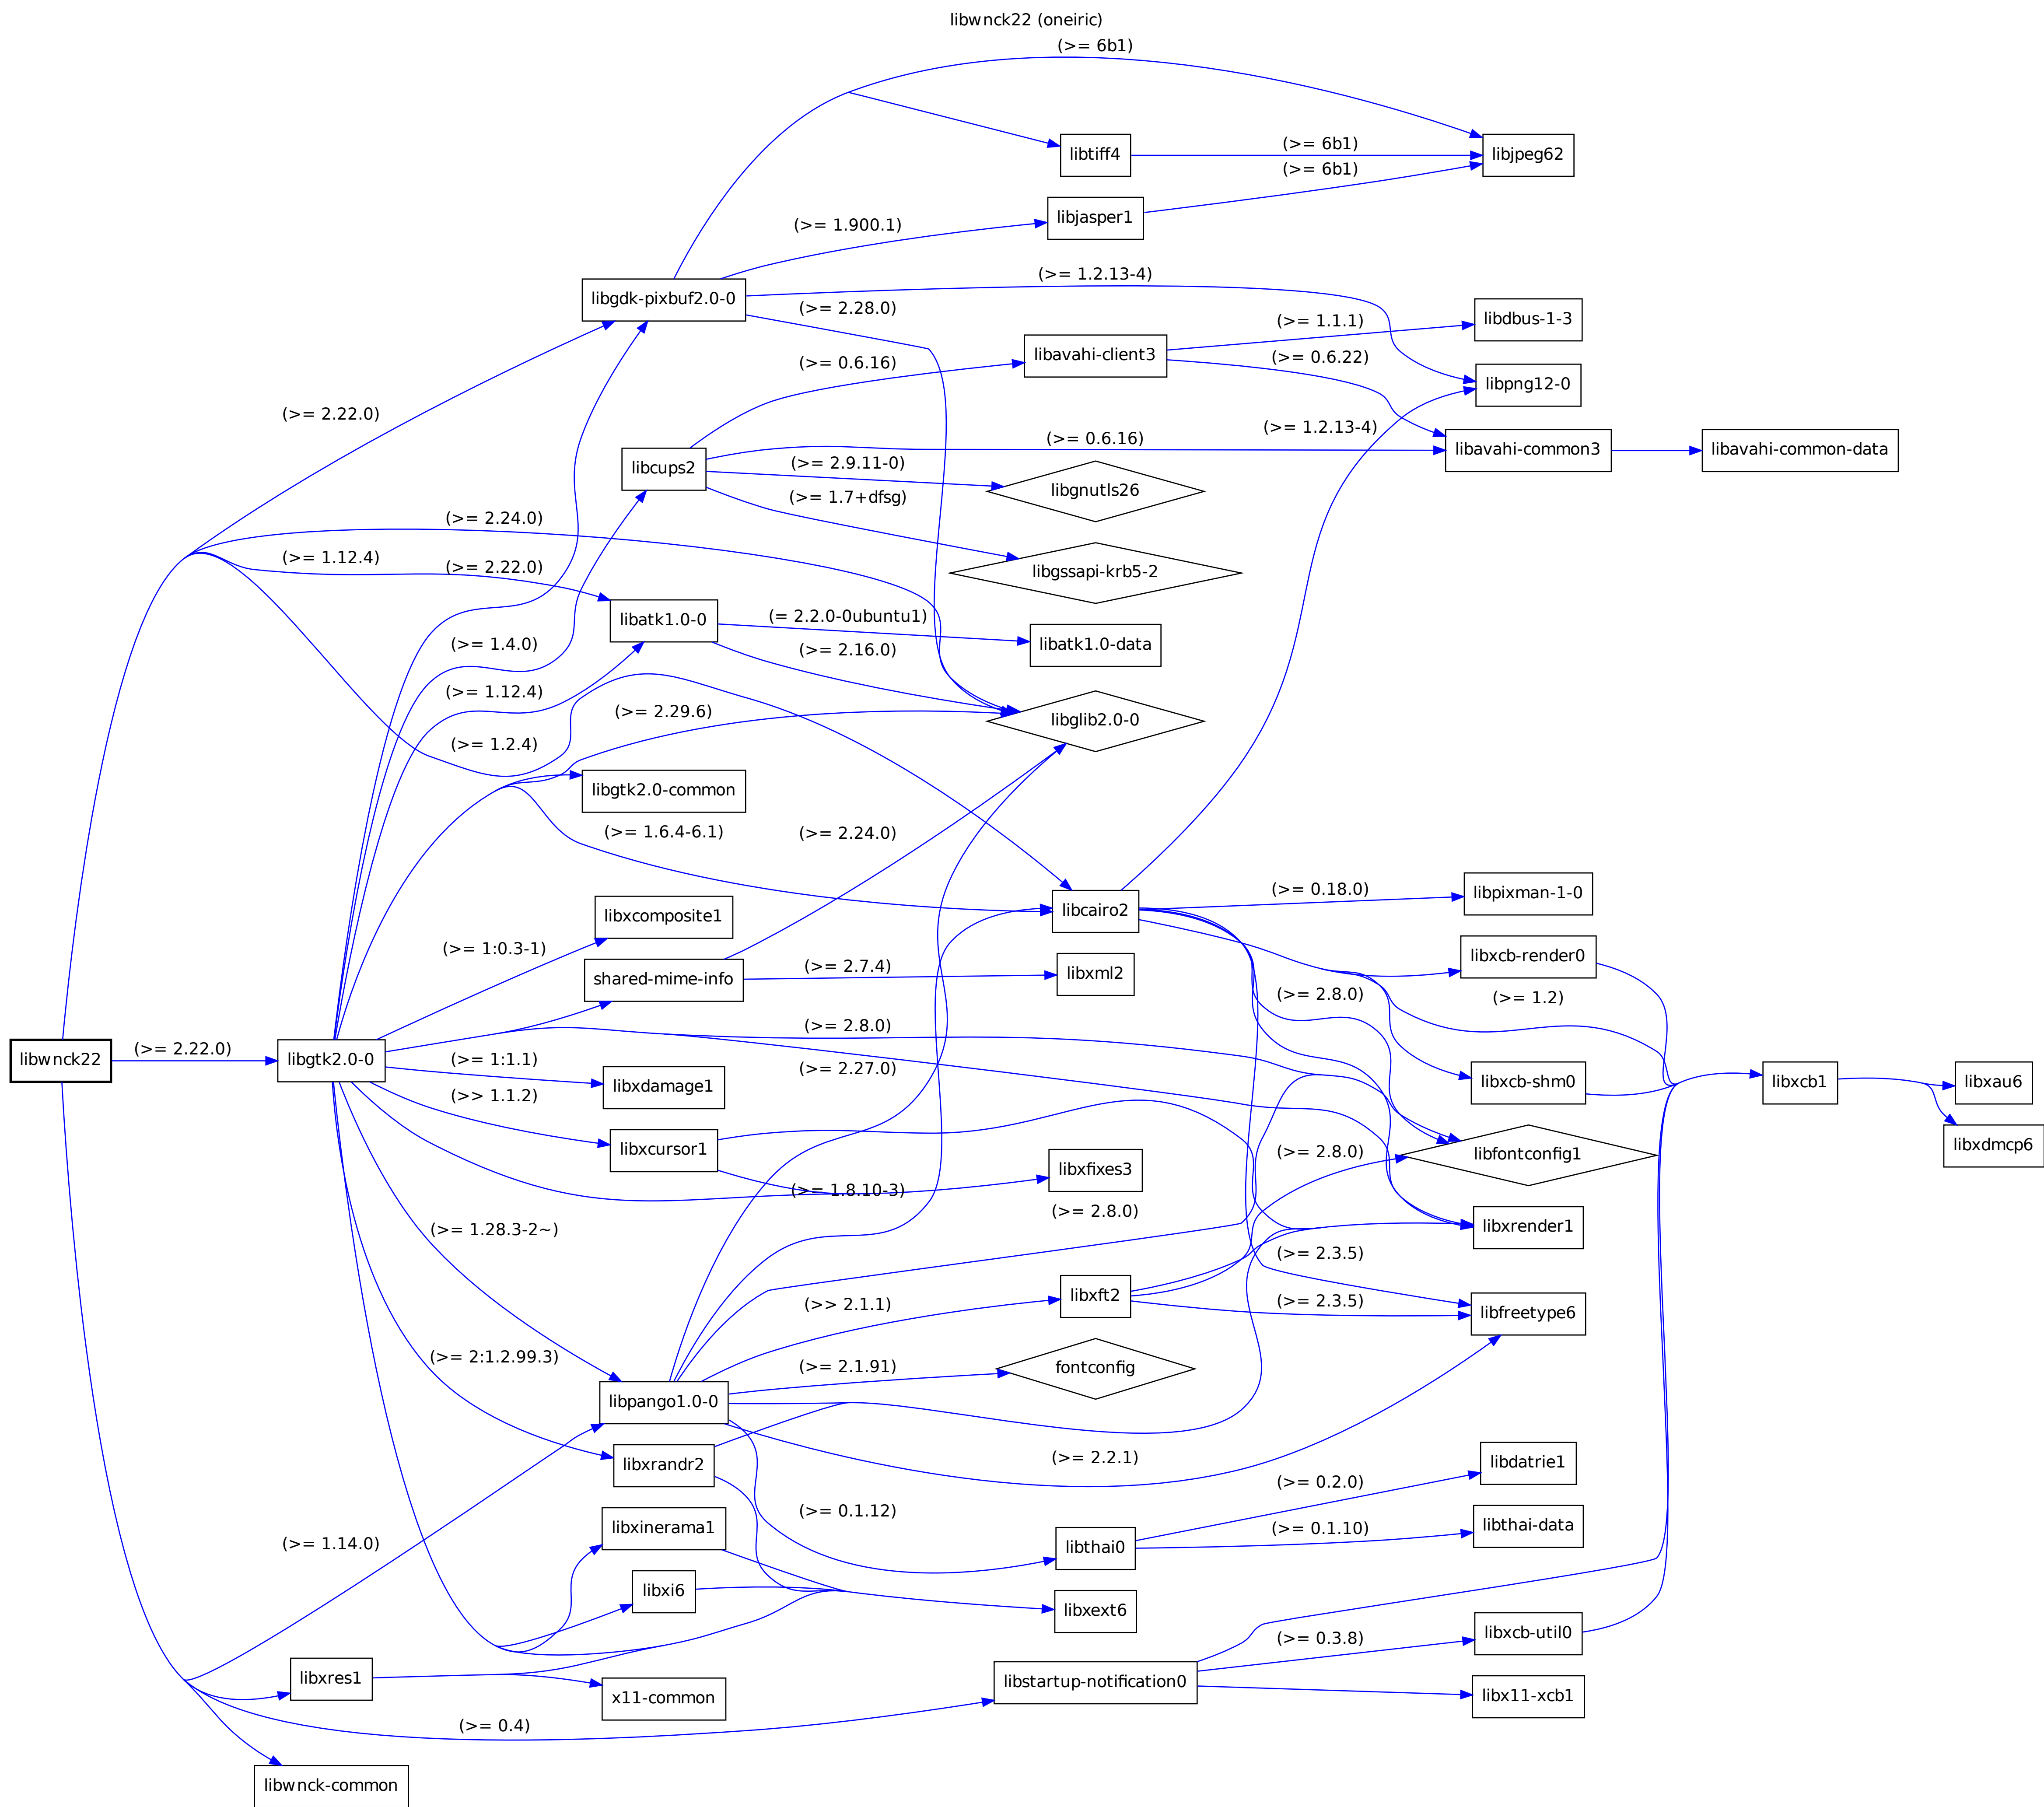 libwnck22 (oneiric)
(>= 6b1)
libtiff4
(>= 6b1)
libjpeg62
(>= 6b1)
libjasper1
(>= 1.900.1)
(>= 1.2.13-4)
libgdk-pixbuf2.0-0
(>= 2.28.0)
libdbus-1-3
(>= 1.1.1)
libavahi-client3
(>= 0.6.22)
(>= 0.6.16)
libpng12-0
(>= 2.22.0)
(>= 1.2.13-4)
(>= 0.6.16)
libavahi-common3
libavahi-common-data
libcups2
(>= 2.9.11-0)
libgnutls26
(>= 1.7+dfsg)
(>= 2.24.0)
(>= 1.12.4)
(>= 2.22.0)
libgssapi-krb5-2
(= 2.2.0-0ubuntu1)
libatk1.0-0
libatk1.0-data
(>= 1.4.0)
(>= 2.16.0)
(>= 1.12.4)
(>= 2.29.6)
libglib2.0-0
(>= 1.2.4)
libgtk2.0-common
(>= 1.6.4-6.1)
(>= 2.24.0)
(>= 0.18.0)
libpixman-1-0
libcairo2
libxcomposite1
(>= 1:0.3-1)
libxcb-render0
shared-mime-info
(>= 2.7.4)
libxml2
(>= 2.8.0)
(>= 1.2)
(>= 2.8.0)
libwnck22
(>= 2.22.0)
libgtk2.0-0
(>= 1:1.1)
(>= 2.27.0)
libxdamage1
libxcb-shm0
libxcb1
libxau6
(>> 1.1.2)
libxcursor1
(>= 2.8.0)
libfontconfig1
libxdmcp6
libxfixes3
(>= 1.8.10-3)
(>= 2.8.0)
(>= 1.28.3-2~)
libxrender1
(>= 2.3.5)
libxft2
(>> 2.1.1)
(>= 2.3.5)
libfreetype6
(>= 2:1.2.99.3)
(>= 2.1.91)
fontconfig
libpango1.0-0
(>= 2.2.1)
libxrandr2
libdatrie1
(>= 0.2.0)
(>= 0.1.12)
libxinerama1
(>= 0.1.10)
libthai-data
(>= 1.14.0)
libthai0
libxi6
libxext6
(>= 0.3.8)
libxcb-util0
libxres1
libstartup-notification0
x11-common
libx11-xcb1
(>= 0.4)
libwnck-common